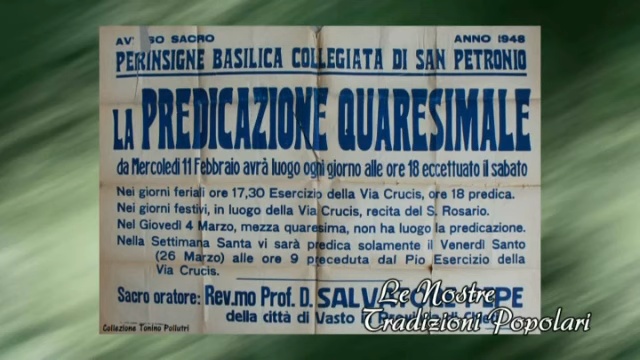 AVVISO SACRO ANNO 1948
PERINSIGNE BASILICA COLLEGIATA DI SAN PETRONIO
LA PREDICAZIONE QUARESIMALE
da Mercoledì 11 Febbraio avrà luogo ogni giorno alle ore 18 eccettuato il sabato
Nei giorni feriali ore 17,30 Esercizio della Via Crucis, ore 18 predica.
Nei giorni festivi, in luogo della Via Crucis, recita del S. Rosario.
Nel Giovedì 4 Marzo, mezza quaresima, non ha luogo la predicazione.
Nella Settimana Santa vi sarà predica solamente il Venerdì Santo
(26 Marzo) alle ore 9 preceduta dal Pio Esercizio della
Via Crucis.
Sacro oratore: Rev.mo Prof. D. SALVATORE PEPE
della città di Vasto
Le Nostre
Tradizioni Popolari
Collezione Tonino Pollutri